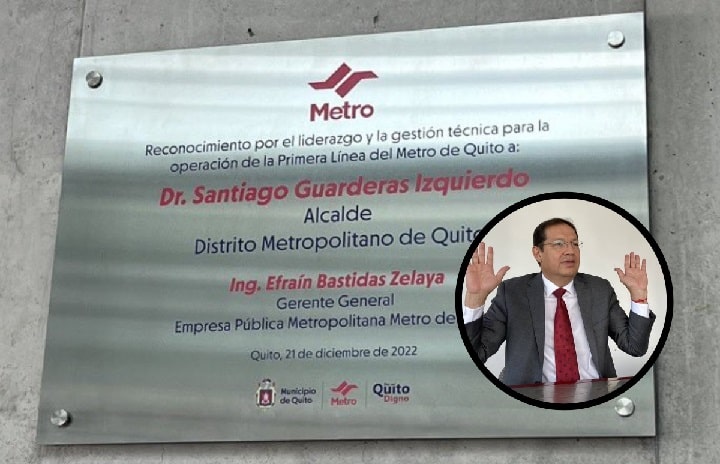 Metro
Reconocimiento por el liderazgo y la gestión técnica para la
operación de la Primera Línea del Metro de Quito a:
Dr. Santiago Guarderas Izquierdo
Alcalde
Distrito Metropolitano de Quito
Ing. Efraín Bastidas Zelaya
Gerente General
Empresa Pública Metropolitana Metro de
Quito, 21 de diciembre de 2022
Municipio
de Quito
Metro
Quito
Digno